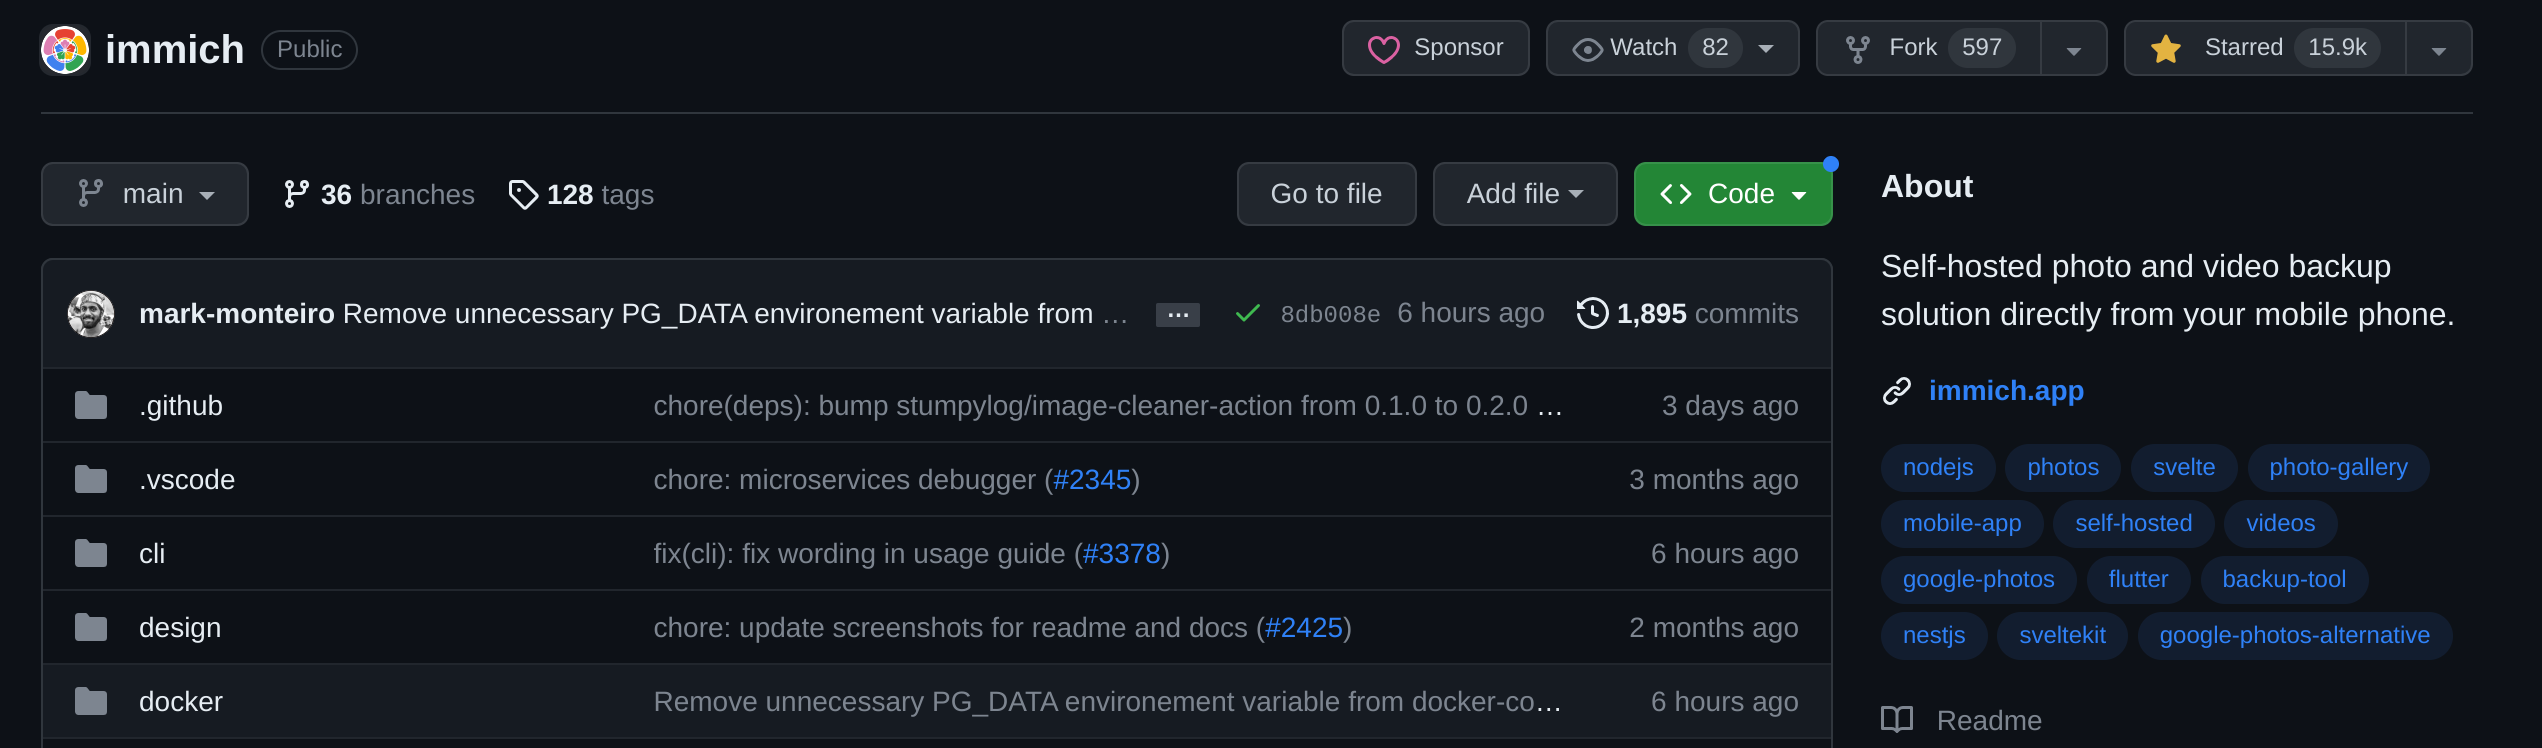 immich Public Sponsor Watch 82 Fork 597 Starred 15.9k
main 36 branches 128 tags Go to file Add file Code
mark-monteiro Remove unnecessary PG_DATA environement variable from … ... 8db008e 6 hours ago 1,895 commits
.github chore(deps): bump stumpylog/image-cleaner-action from 0.1.0 to 0.2.0 … 3 days ago
.vscode chore: microservices debugger (#2345) 3 months ago
cli fix(cli): fix wording in usage guide (#3378) 6 hours ago
design chore: update screenshots for readme and docs (#2425) 2 months ago
docker Remove unnecessary PG_DATA environement variable from docker-co… 6 hours ago
About
Self-hosted photo and video backup
solution directly from your mobile phone.
immich.app
nodejs photos svelte photo-gallery
mobile-app self-hosted videos
google-photos flutter backup-tool
nestjs sveltekit google-photos-alternative
Readme